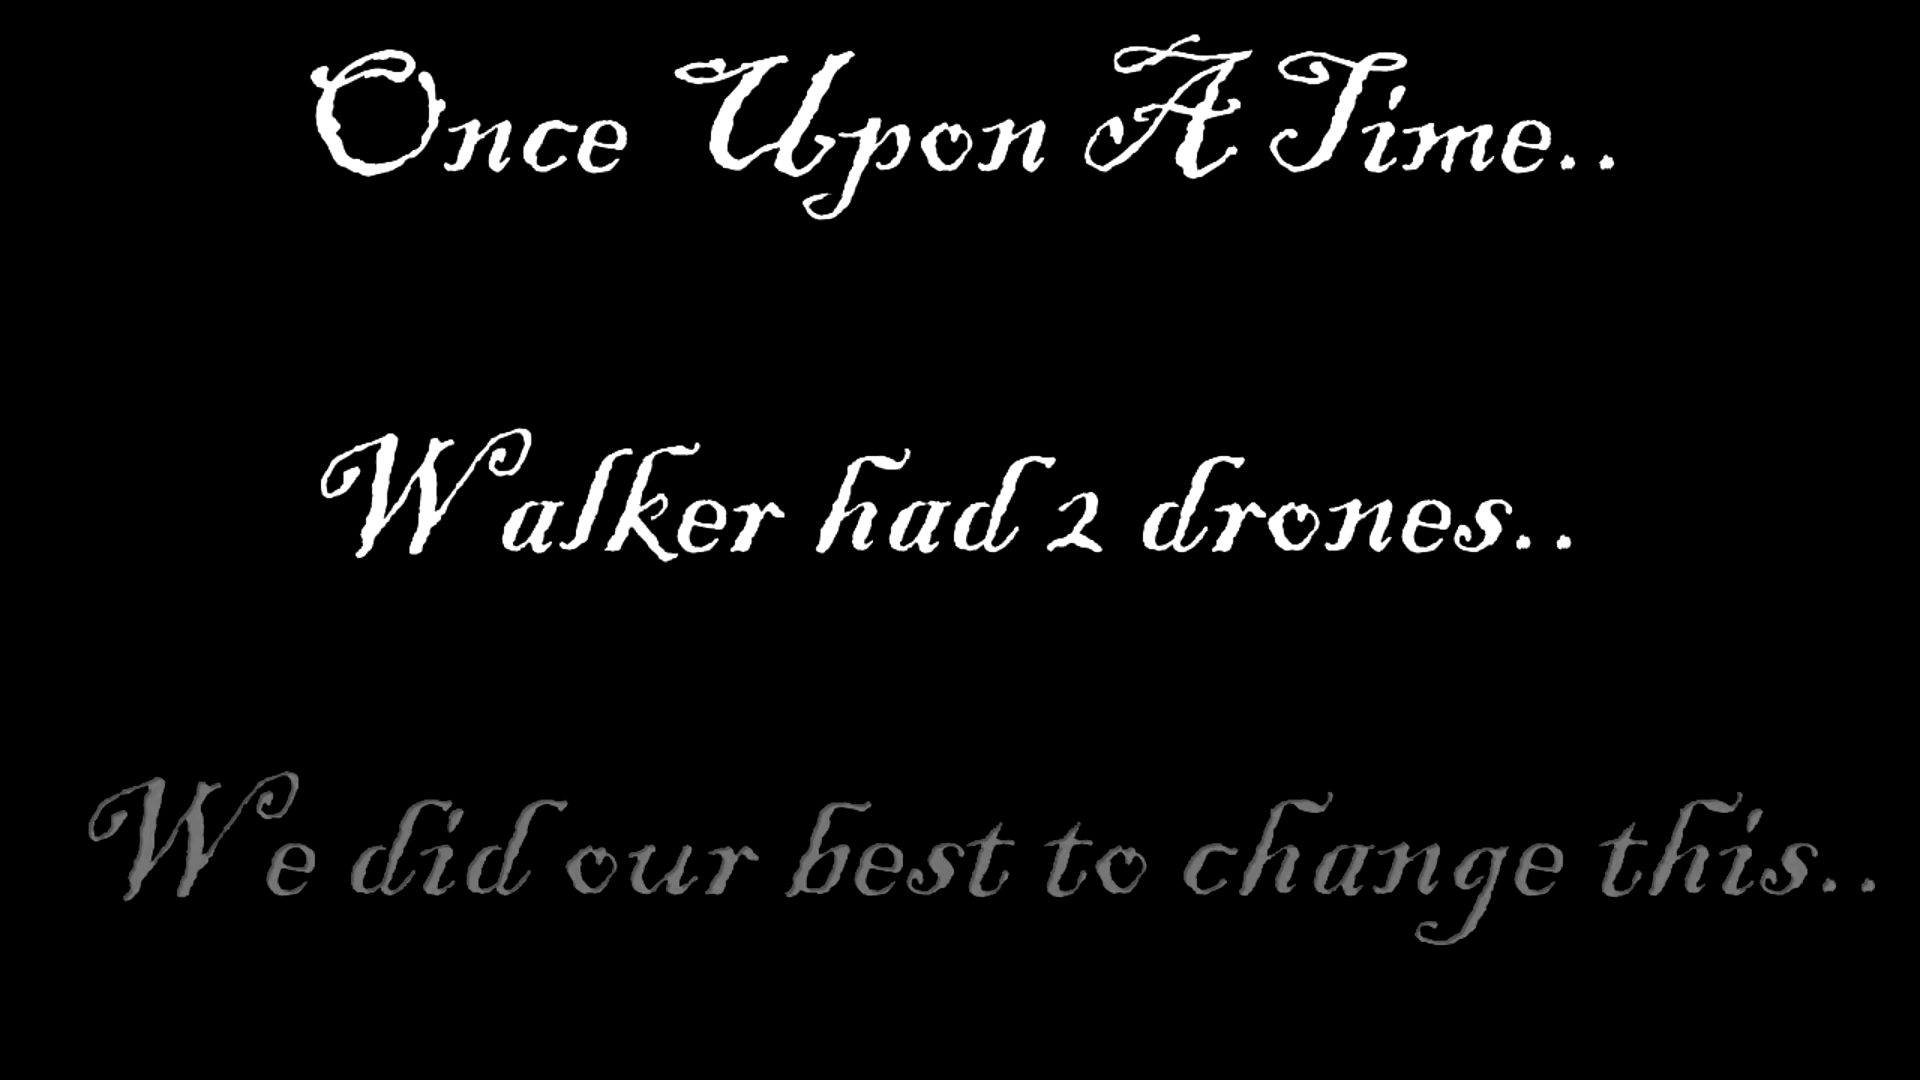 Once Upon A Time..
Walker had 2 drones..
We did our best to change this..